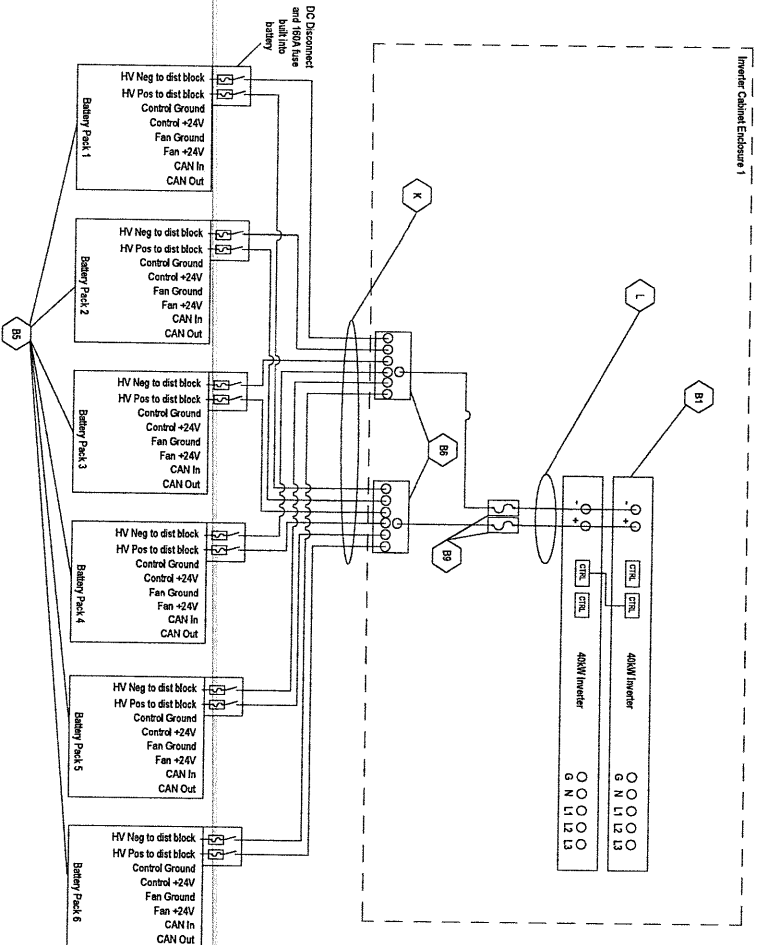 Inverter Cabinet Enclosure 1
DC Disconnect
and 160A fuse
built into
battery
HV Neg to dist block
HV Pos to dist block
Control Ground
Control +24V
Fan Ground
Fan +24V
CAN In
CAN Out
Battery Pack 1
HV Neg to dist block
HV Pos to dist block
Control Ground
Control +24V
Fan Ground
Fan +24V
CAN In
CAN Out
Battery Pack 2
HV Neg to dist block
HV Pos to dist block
Control Ground
Control +24V
Fan Ground
Fan +24V
CAN In
CAN Out
Battery Pack 3
HV Neg to dist block
HV Pos to dist block
Control Ground
Control +24V
Fan Ground
Fan +24V
CAN In
CAN Out
Battery Pack 4
HV Neg to dist block
HV Pos to dist block
Control Ground
Control +24V
Fan Ground
Fan +24V
CAN In
CAN Out
Battery Pack 5
HV Neg to dist block
HV Pos to dist block
Control Ground
Control +24V
Fan Ground
Fan +24V
CAN In
CAN Out
Battery Pack 6
B5
K
L
B1
B6
B9
- +
CTRL CTRL
40kW Inverter
G N L1 L2 L3
- +
CTRL CTRL
40kW Inverter
G N L1 L2 L3